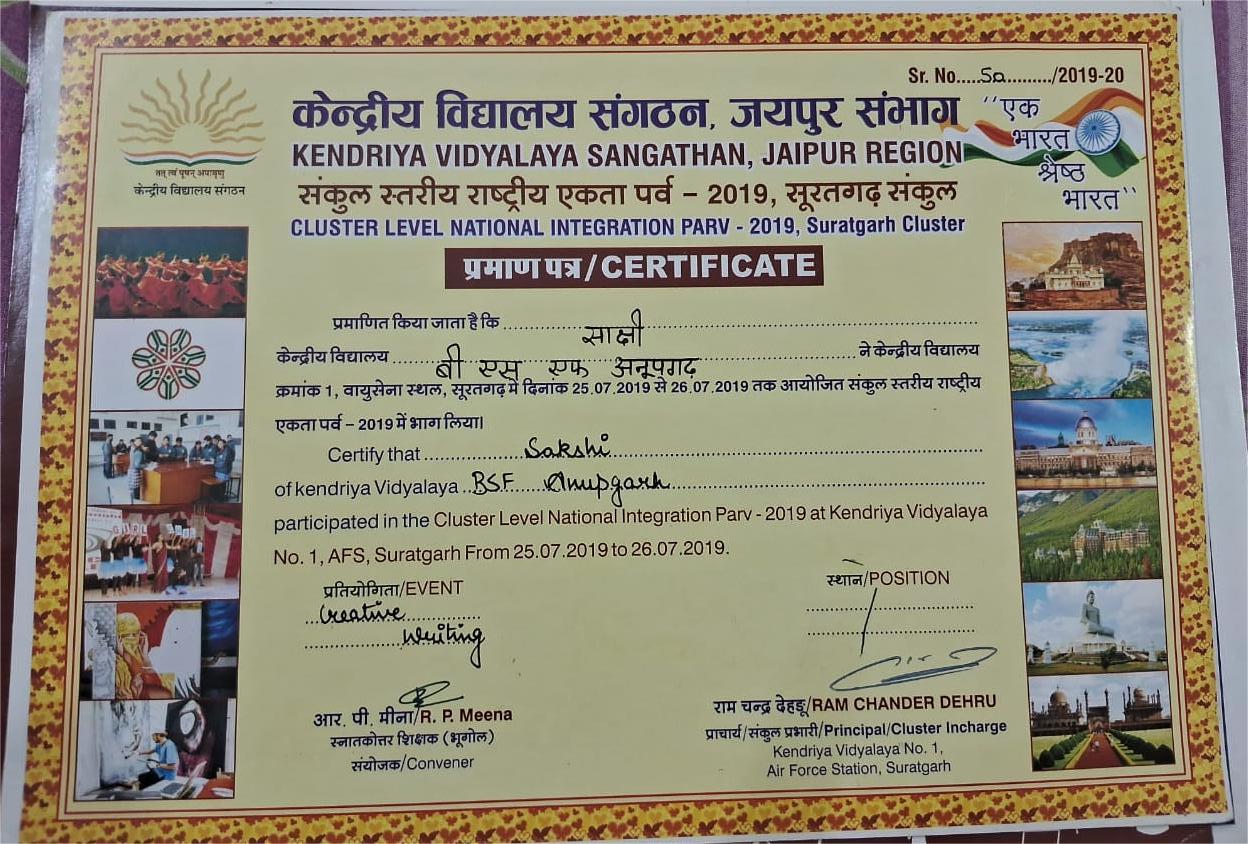 Sr. No.....50........../2019-20
केन्द्रीय विद्यालय संगठन, जयपुर संभाग
KENDRIYA VIDYALAYA SANGATHAN, JAIPUR REGION
संकुल स्तरीय राष्ट्रीय एकता पर्व – 2019, सूरतगढ़ संकुल
CLUSTER LEVEL NATIONAL INTEGRATION PARV - 2019, Suratgarh Cluster
प्रमाण पत्र/CERTIFICATE
तत् त्वं पूषन् अपावृणु
केन्द्रीय विद्यालय संगठन
‘‘एक
भारत
श्रेष्ठ
भारत’’
प्रमाणित किया जाता है कि साक्षी
केन्द्रीय विद्यालय बी एस एफ अनूपगढ़ ने केन्द्रीय विद्यालय
क्रमांक 1, वायुसेना स्थल, सूरतगढ़ में दिनांक 25.07.2019 से 26.07.2019 तक आयोजित संकुल स्तरीय राष्ट्रीय
एकता पर्व – 2019 में भाग लिया।
Certify that Sakshi
of kendriya Vidyalaya BSF Anupgarh
participated in the Cluster Level National Integration Parv - 2019 at Kendriya Vidyalaya
No. 1, AFS, Suratgarh From 25.07.2019 to 26.07.2019.
प्रतियोगिता/EVENT
Creative
Writing
स्थान/POSITION
आर. पी. मीना/R. P. Meena
स्नातकोत्तर शिक्षक (भूगोल)
संयोजक/Convener
राम चन्द्र देहडू/RAM CHANDER DEHRU
प्राचार्य/संकुल प्रभारी/Principal/Cluster Incharge
Kendriya Vidyalaya No. 1,
Air Force Station, Suratgarh